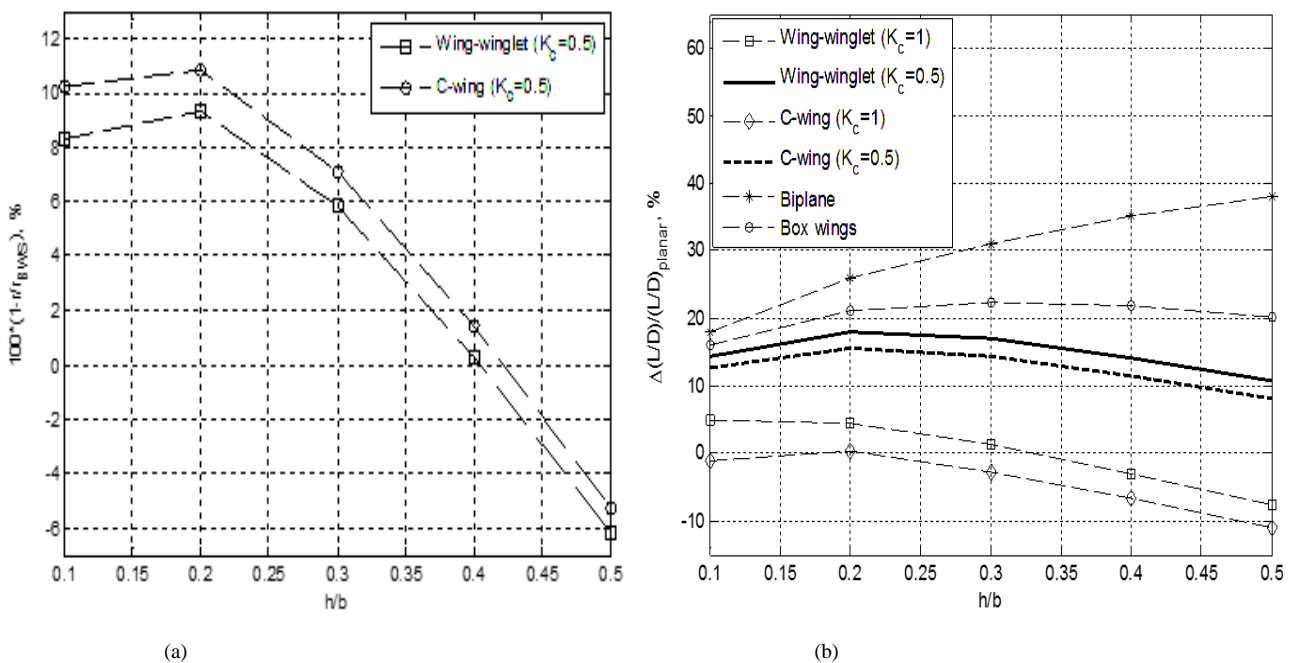 12
10
8
6
4
2
0
-2
-4
-6
100*(1-r/r_BWS), %
Wing-winglet (K_c=0.5)
C-wing (K_c=0.5)
0.1 0.15 0.2 0.25 0.3 0.35 0.4 0.45 0.5
h/b
(a)
60
50
40
30
20
10
0
-10
Δ(L/D)/(L/D)_planar, %
Wing-winglet (K_c=1)
Wing-winglet (K_c=0.5)
C-wing (K_c=1)
C-wing (K_c=0.5)
Biplane
Box wings
0.1 0.15 0.2 0.25 0.3 0.35 0.4 0.45 0.5
h/b
(b)